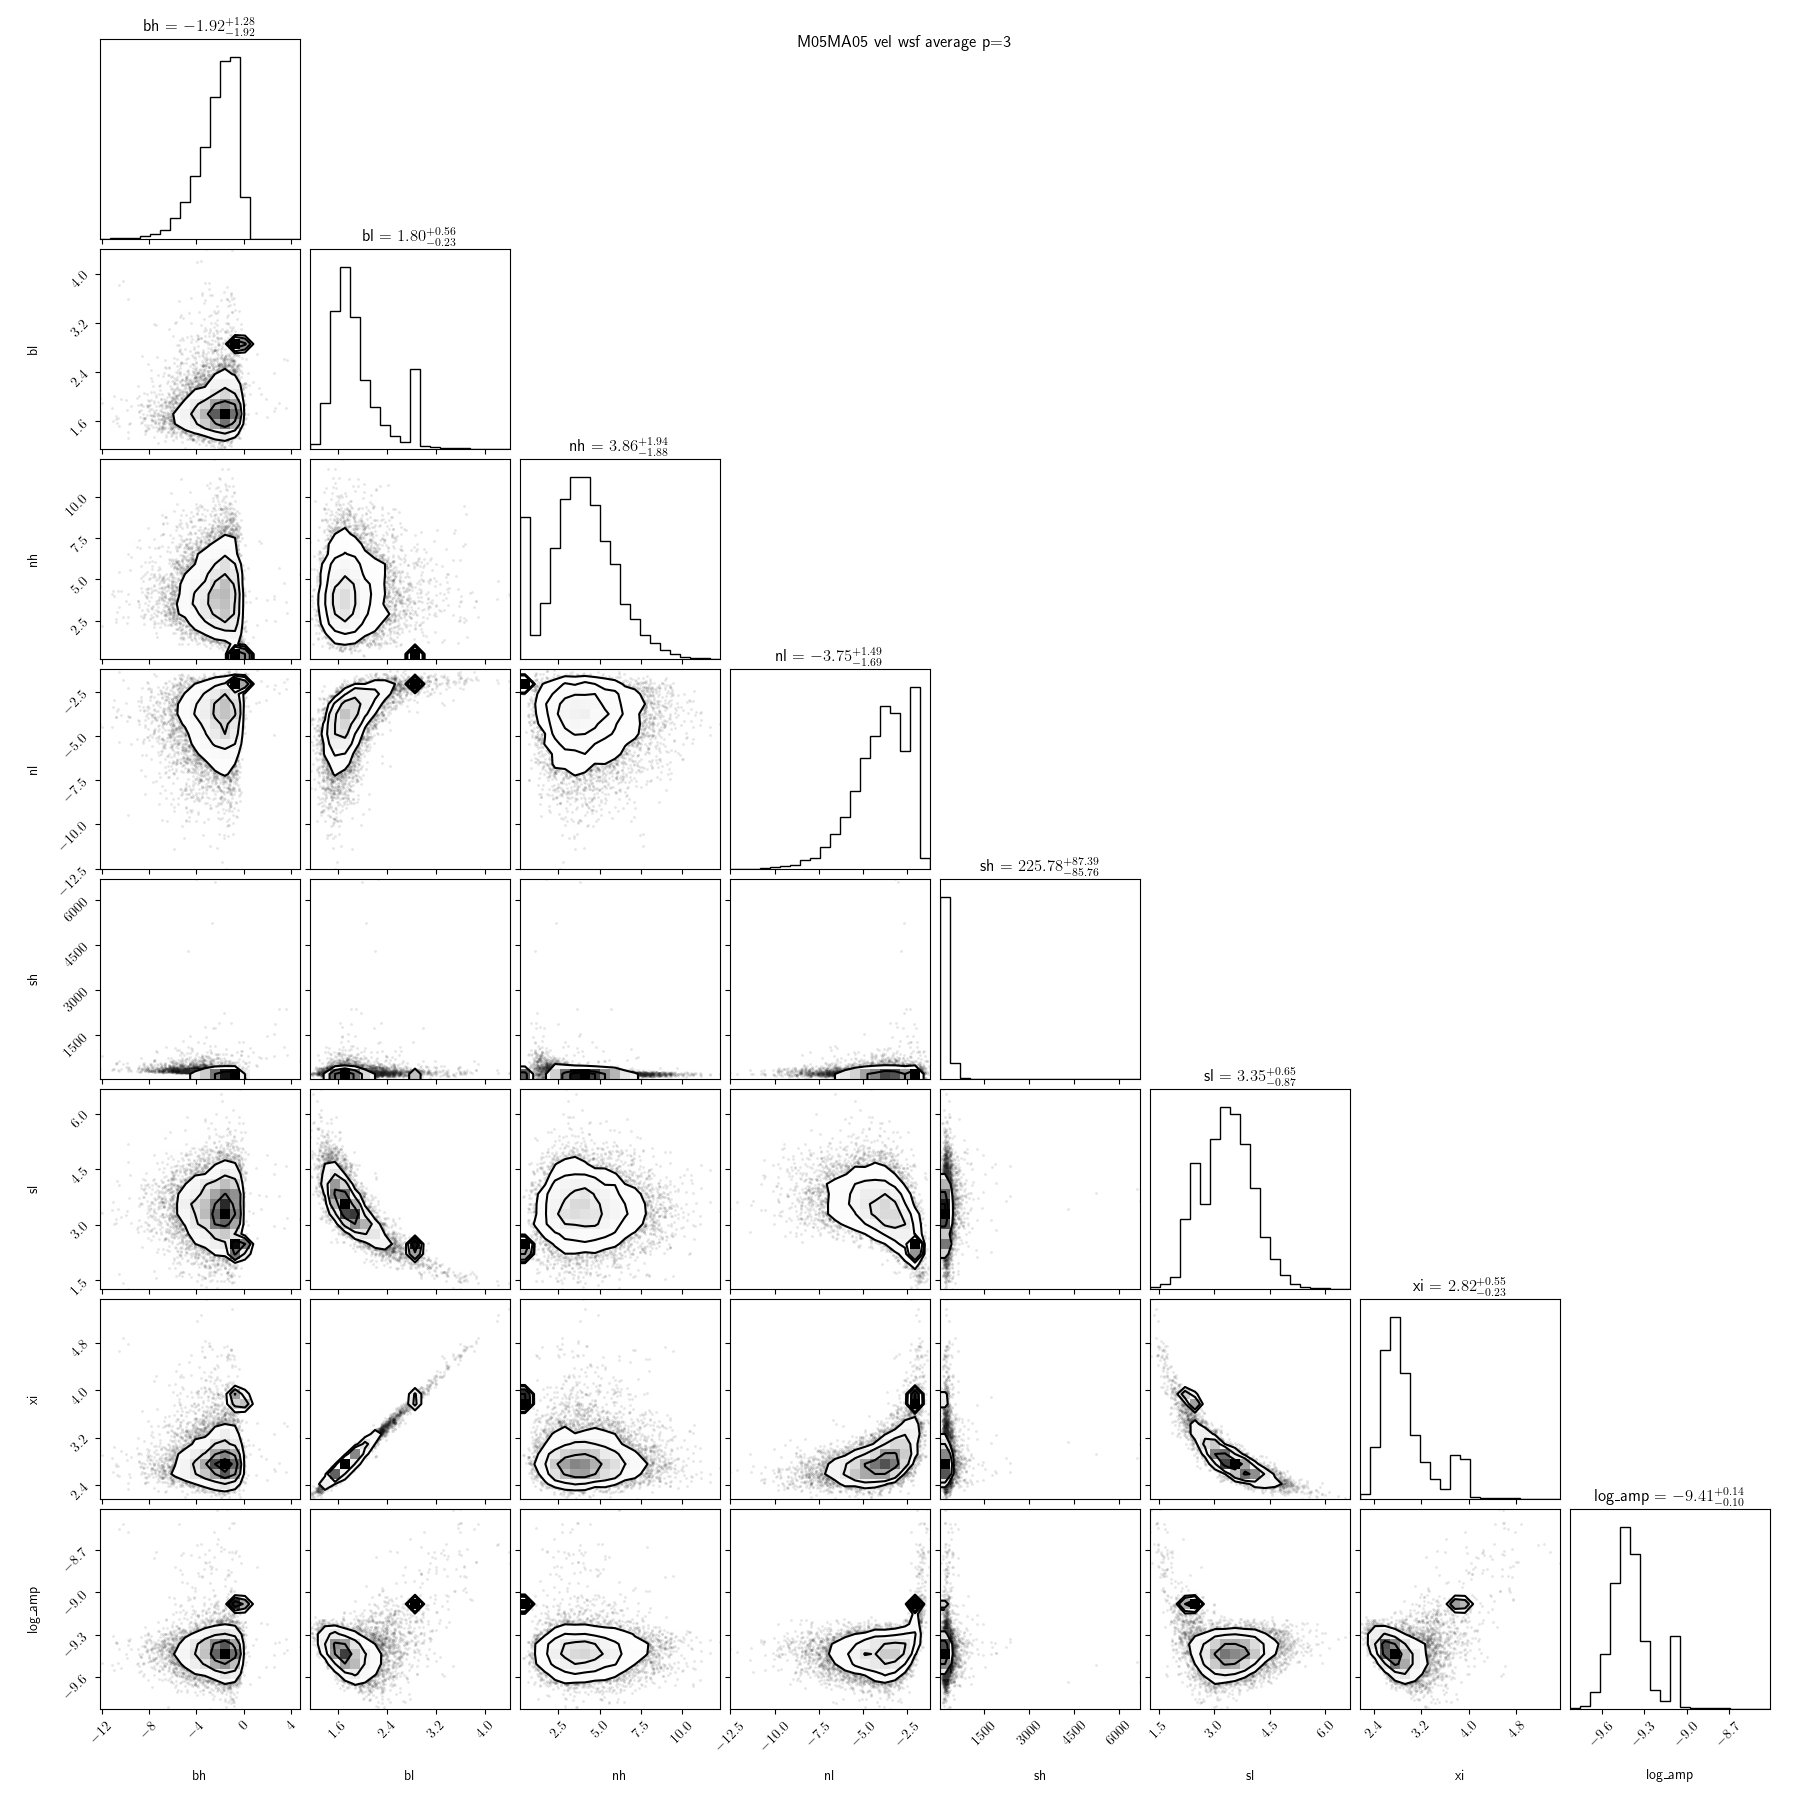 M05MA05 vel wsf average p=3
bh = −1.92 +1.28 −1.92
bl = 1.80 +0.56 −0.23
nh = 3.86 +1.94 −1.88
nl = −3.75 +1.49 −1.69
sh = 225.78 +87.39 −85.76
sl = 3.35 +0.65 −0.87
xi = 2.82 +0.55 −0.23
log_amp = −9.41 +0.14 −0.10
bl
4.0
3.2
2.4
1.6
nh
10.0
7.5
5.0
2.5
nl
−2.5
−5.0
−7.5
−10.0
−12.5
sh
6000
4500
3000
1500
sl
6.0
4.5
3.0
1.5
xi
4.8
4.0
3.2
2.4
log_amp
−8.7
−9.0
−9.3
−9.6
−12 −8 −4 0 4
1.6 2.4 3.2 4.0
2.5 5.0 7.5 10.0
−12.5 −10.0 −7.5 −5.0 −2.5
1500 3000 4500 6000
1.5 3.0 4.5 6.0
2.4 3.2 4.0 4.8
−9.6 −9.3 −9.0 −8.7
bh bl nh nl sh sl xi log_amp